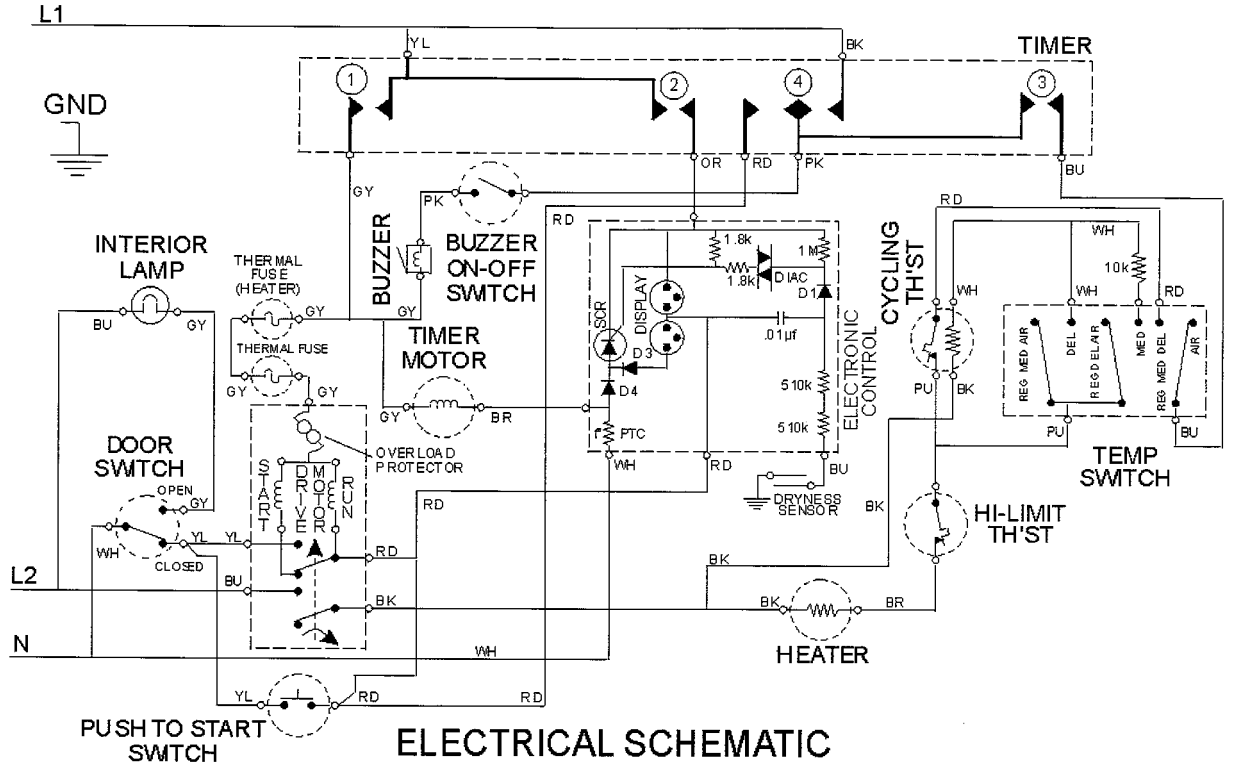 L1
YL
BK
TIMER
1
2
4
3
GND
GY
OR
RD
PK
BU
PK
RD
RD
WH
INTERIOR
LAMP
BU
GY
THERMAL
FUSE
(HEATER)
GY
THERMAL FUSE
GY
GY
BUZZER
GY
BUZZER
ON-OFF
SWITCH
TIMER
MOTOR
GY
BR
1.8k
1M
1.8k
DIAC
D1
DISPLAY
SCR
.01µf
D3
D4
510k
510k
PTC
ELECTRONIC
CONTROL
WH
RD
BU
DRYNESS
SENSOR
CYCLING
TH'ST
WH
PU
BK
WH
10k
RD
REG MED AIR
DEL
REG DEL AIR
MED
REG MED DEL
AIR
PU
BU
TEMP
SWITCH
DOOR
SWITCH
OPEN
GY
YL
YL
WH
CLOSED
OVERLOAD
PROTECTOR
START
DRIVE
MOTOR
RUN
RD
RD
BK
HI-LIMIT
TH'ST
L2
BU
BK
BK
BK
BR
HEATER
N
WH
YL
RD
RD
PUSH TO START
SWITCH
ELECTRICAL SCHEMATIC